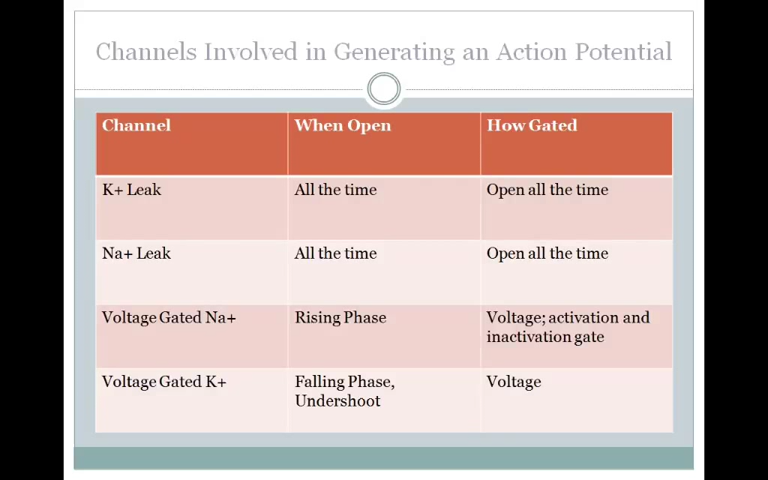 Channels Involved in Generating an Action Potential
Channel When Open How Gated
K+ Leak All the time Open all the time
Na+ Leak All the time Open all the time
Voltage Gated Na+ Rising Phase Voltage; activation and
inactivation gate
Voltage Gated K+ Falling Phase, Voltage
Undershoot